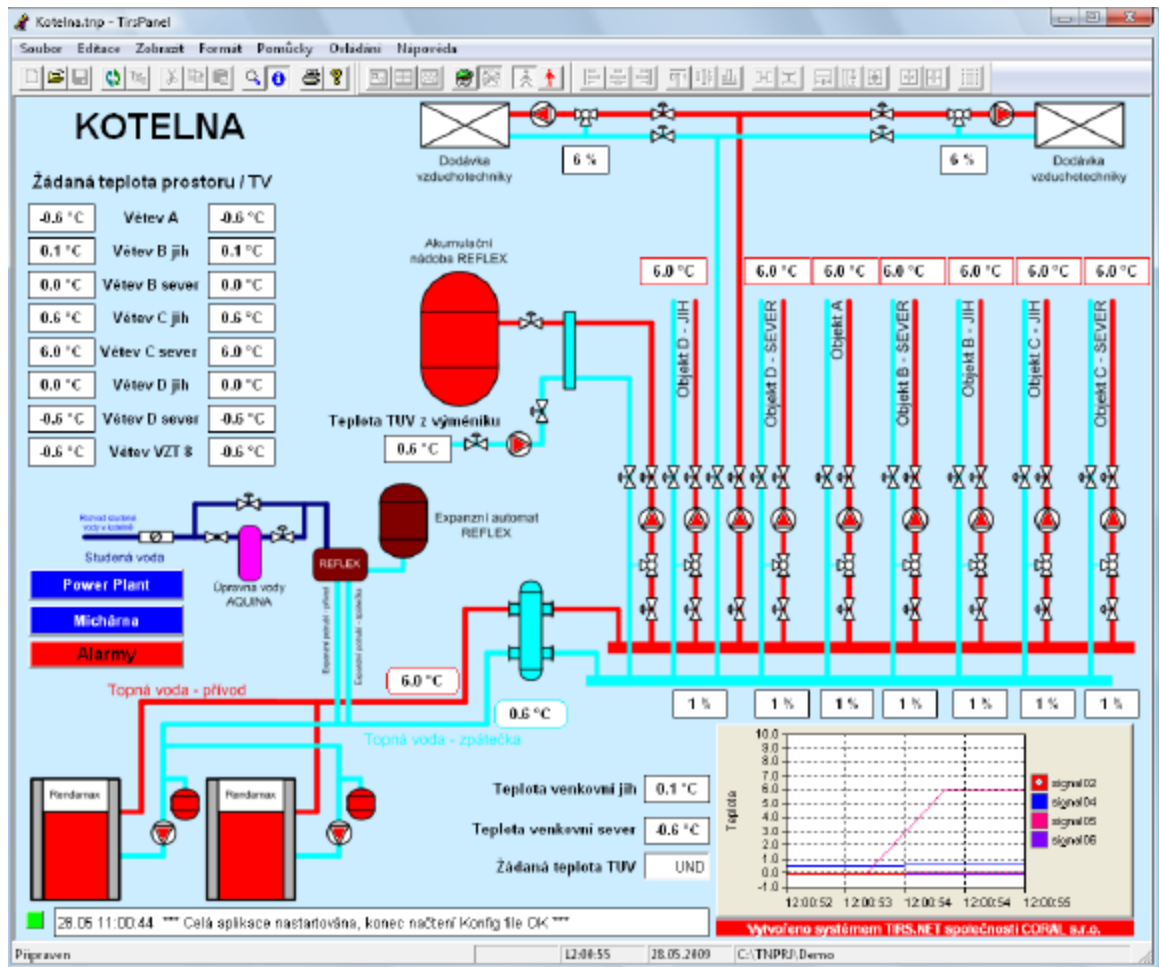 Kotelna.tnp - TirsPanel
Soubor Editace Zobrazit Formát Pomůcky Ovládání Nápověda
KOTELNA
Žádaná teplota prostoru / TV
-0.6 °C Větev A -0.6 °C
0.1 °C Větev B jih 0.1 °C
0.0 °C Větev B sever 0.0 °C
0.6 °C Větev C jih 0.6 °C
6.0 °C Větev C sever 6.0 °C
0.0 °C Větev D jih 0.0 °C
-0.6 °C Větev D sever -0.6 °C
-0.6 °C Větev VZT 8 -0.6 °C
Dodávka
vzduchotechniky
6 %
6 %
Dodávka
vzduchotechniky
Akumulační
nádoba REFLEX
6.0 °C 6.0 °C 6.0 °C 6.0 °C 6.0 °C 6.0 °C 6.0 °C
Objekt D - JIH
Objekt D - SEVER
Objekt A
Objekt B - SEVER
Objekt B - JIH
Objekt C - JIH
Objekt C - SEVER
Teplota TUV z výměníku
0.6 °C
Rozvod studené
vody v kotelně
Studená voda
Úpravna vody
AQUINA
REFLEX
Expanzní automat
REFLEX
Expanzní potrubí - přívod
Expanzní potrubí - zpátečka
Power Plant
Míchárna
Alarmy
Topná voda - přívod
6.0 °C
0.6 °C
Topná voda - zpátečka
1 % 1 % 1 % 1 % 1 % 1 % 1 %
Rendamax
Rendamax
Teplota venkovní jih 0.1 °C
Teplota venkovní sever -0.6 °C
Žádaná teplota TUV UND
Teplota
10.0
9.0
8.0
7.0
6.0
5.0
4.0
3.0
2.0
1.0
0.0
-1.0
12:00:52 12:00:53 12:00:54 12:00:54 12:00:55
signal02
signal04
signal05
signal06
28.05 11:00:44 *** Celá aplikace nastartována, konec načtení Konfig file OK ***
Vytvořeno systémem TIRS.NET společnosti CORAL s.r.o.
Připraven 12:00:55 28.05.2009 C:\TNPRJ\Demo